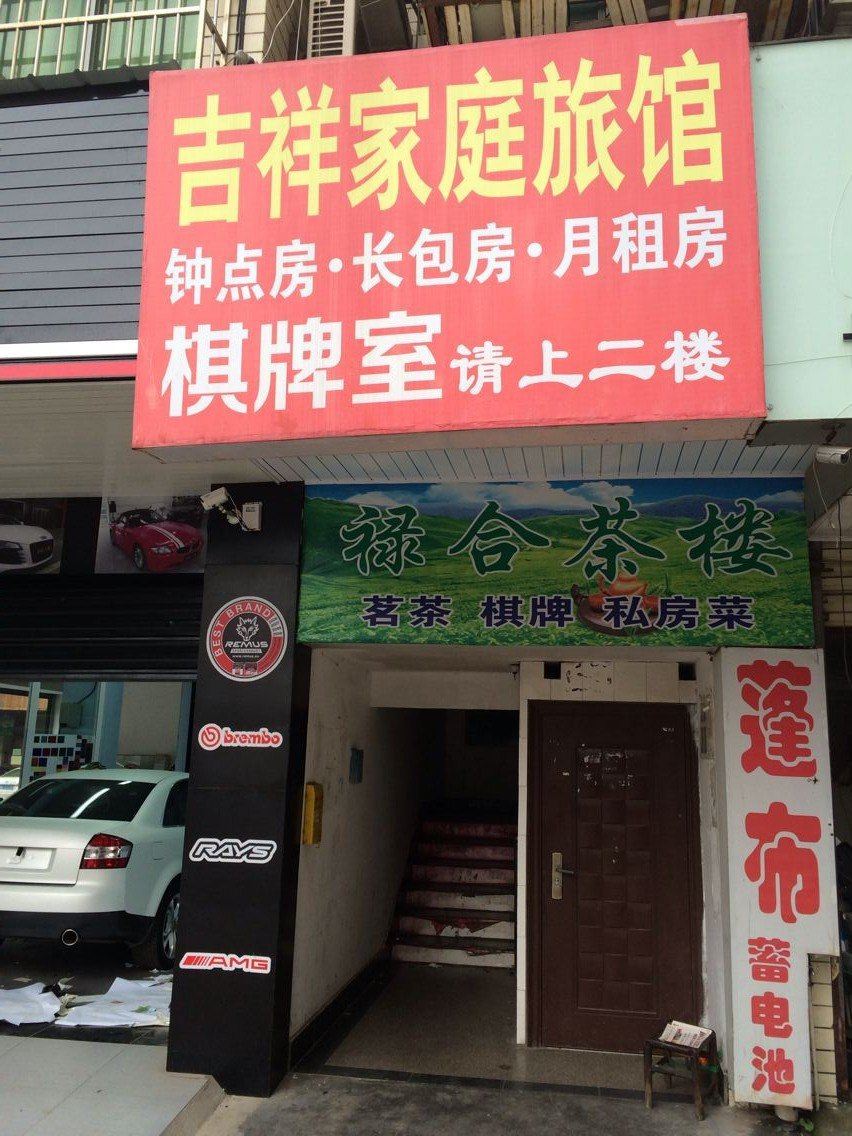 吉祥家庭旅馆
钟点房·长包房·月租房
棋牌室请上二楼
禄合茶楼
茗茶 棋牌 私房菜
BEST BRAND
REMUS
brembo
RAYS
AMG
蓬布
蓄电池